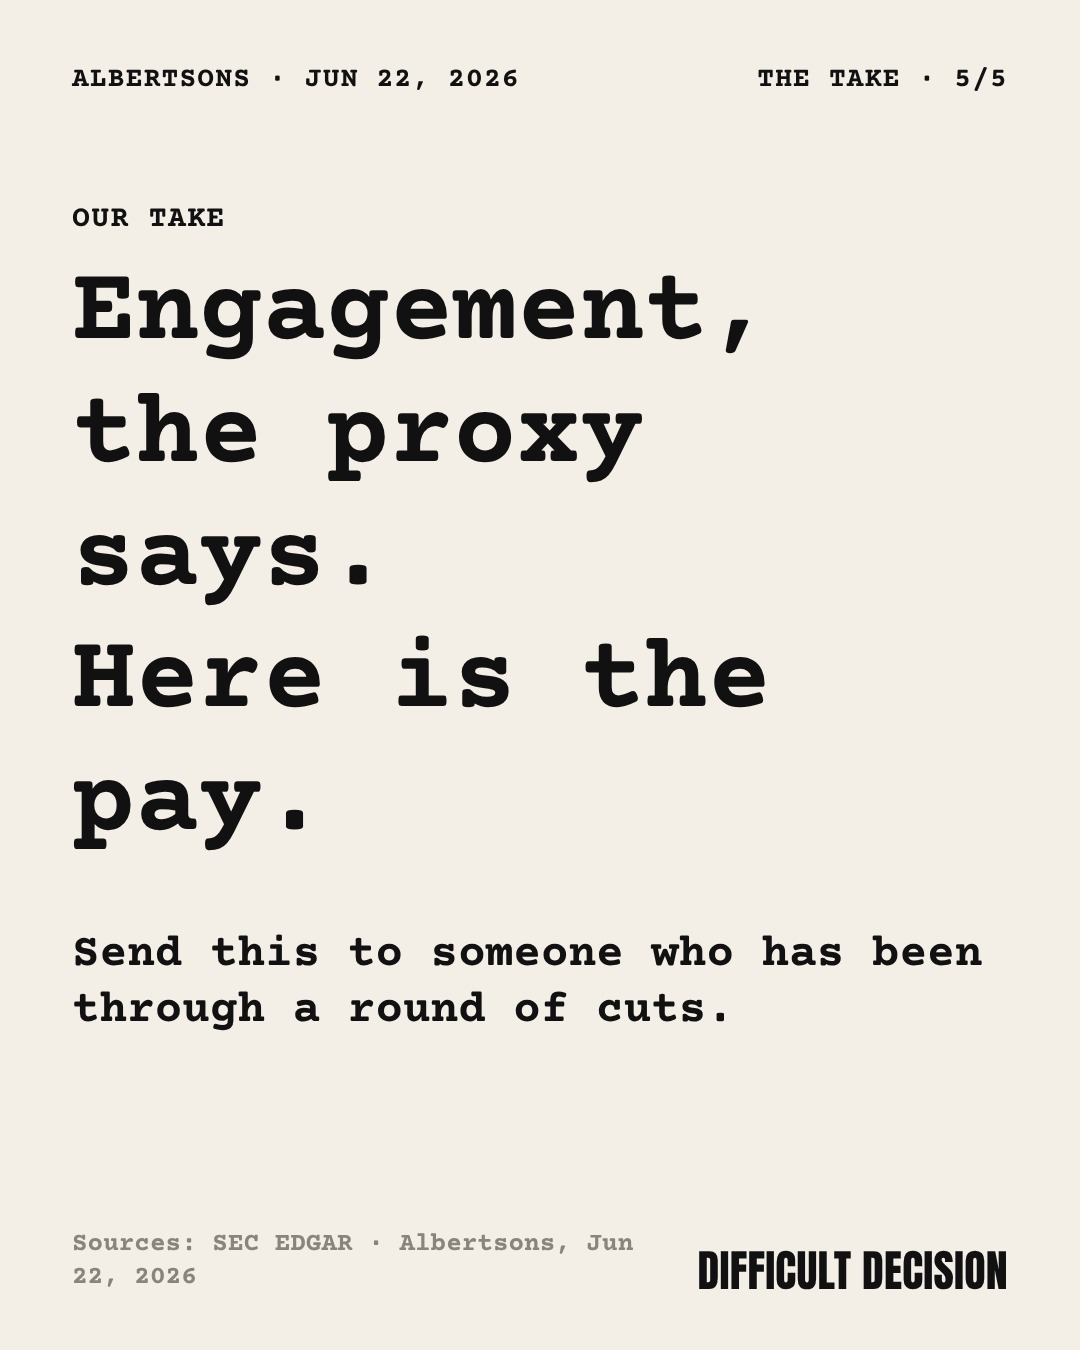 ALBERTSONS · JUN 22, 2026
THE TAKE · 5/5
OUR TAKE
Engagement,
the proxy
says.
Here is the
pay.
Send this to someone who has been
through a round of cuts.
Sources: SEC EDGAR · Albertsons, Jun
22, 2026
DIFFICULT DECISION